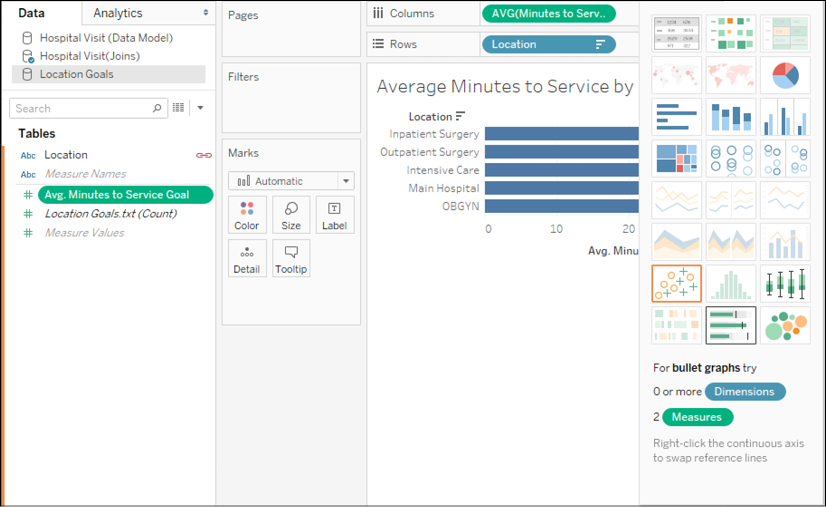 Data
Analytics
Hospital Visit (Data Model)
Hospital Visit(Joins)
Location Goals
Search
Tables
Abc Location
Abc Measure Names
# Avg. Minutes to Service Goal
# Location Goals.txt (Count)
# Measure Values
Pages
Filters
Marks
Automatic
Color
Size
Label
Detail
Tooltip
Columns
AVG(Minutes to Serv..
Rows
Location
Average Minutes to Service by
Location
Inpatient Surgery
Outpatient Surgery
Intensive Care
Main Hospital
OBGYN
0 10 20
Avg. Minu
For bullet graphs try
0 or more Dimensions
2 Measures
Right-click the continuous axis
to swap reference lines